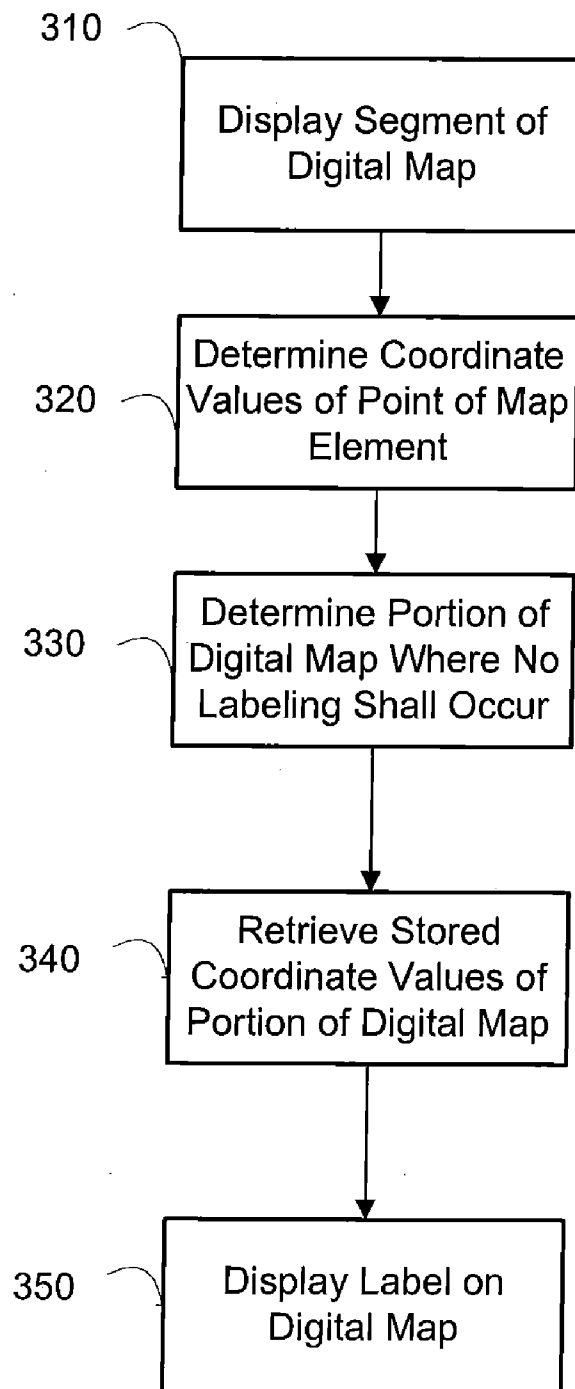 310
Display Segment of
Digital Map
320
Determine Coordinate
Values of Point of Map
Element
330
Determine Portion of
Digital Map Where No
Labeling Shall Occur
340
Retrieve Stored
Coordinate Values of
Portion of Digital Map
350
Display Label on
Digital Map